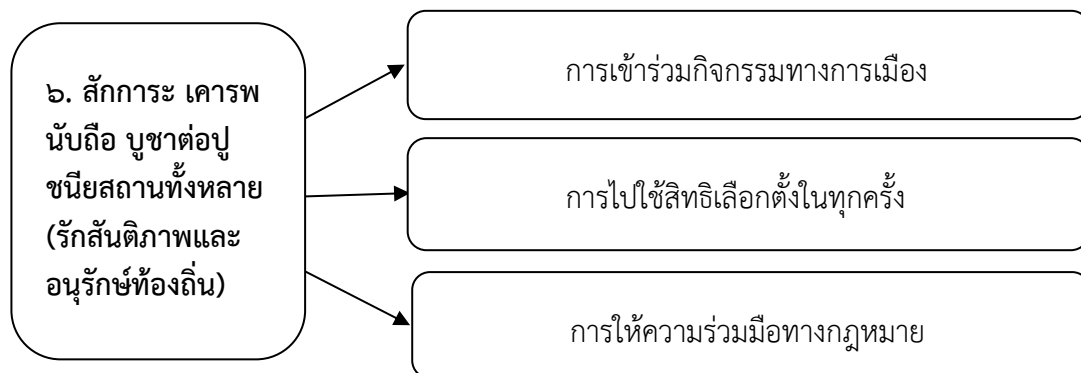 ๖. สักการะ เคารพ
นับถือ บูชาต่อปู
ชนียสถานทั้งหลาย
(รักสันติภาพและ
อนุรักษ์ท้องถิ่น)
การเข้าร่วมกิจกรรมทางการเมือง
การไปใช้สิทธิเลือกตั้งในทุกครั้ง
การให้ความร่วมมือทางกฎหมาย